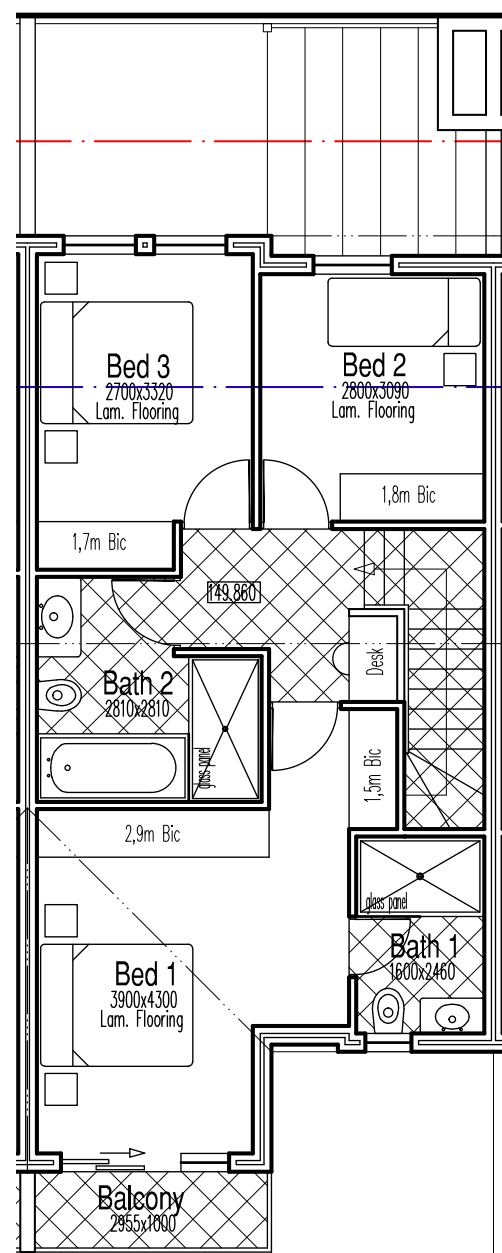 Bed 3
2700x3320
Lam. Flooring
Bed 2
2800x3090
Lam. Flooring
1,8m Bic
1,7m Bic
149.860
Desk
Bath 2
2810x2810
glass panel
1,5m Bic
2,9m Bic
glass panel
Bath 1
1600x2460
Bed 1
3900x4300
Lam. Flooring
Balcony
2955x1000